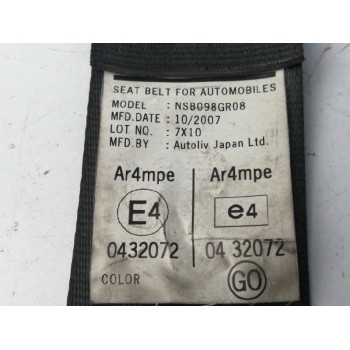 SEAT BELT FOR AUTOMOBILES
MODEL : NSB098GR08
MFD.DATE : 10/2007
LOT NO. : 7X10
MFD.BY : Autoliv Japan Ltd.
Ar4mpe Ar4mpe
E4 e4
0432072 04 32072
COLOR GO